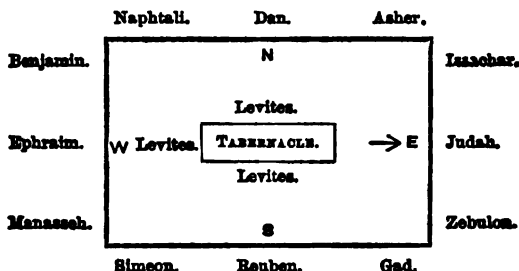 Naphtali. Dan. Asher.
N
Benjamin. Issachar.
Levites.
Ephraim. W Levites. TABERNACLE. E Judah.
Levites.
Manasseh. S Zebulon.
Simeon. Reuben. Gad.